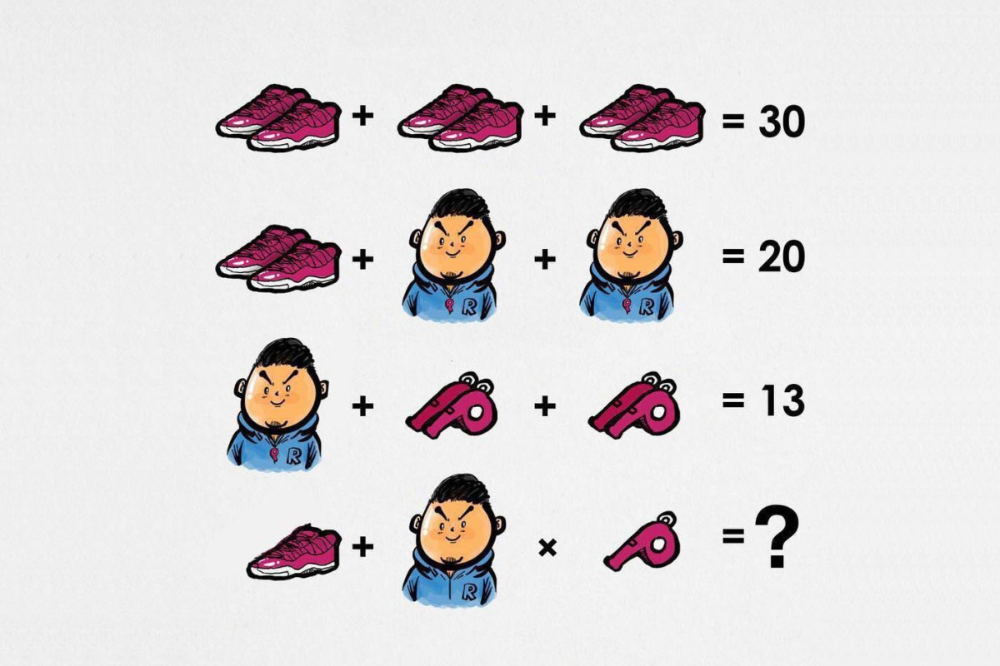 + + = 30
+ R + R = 20
R + + = 13
+ R × = ?